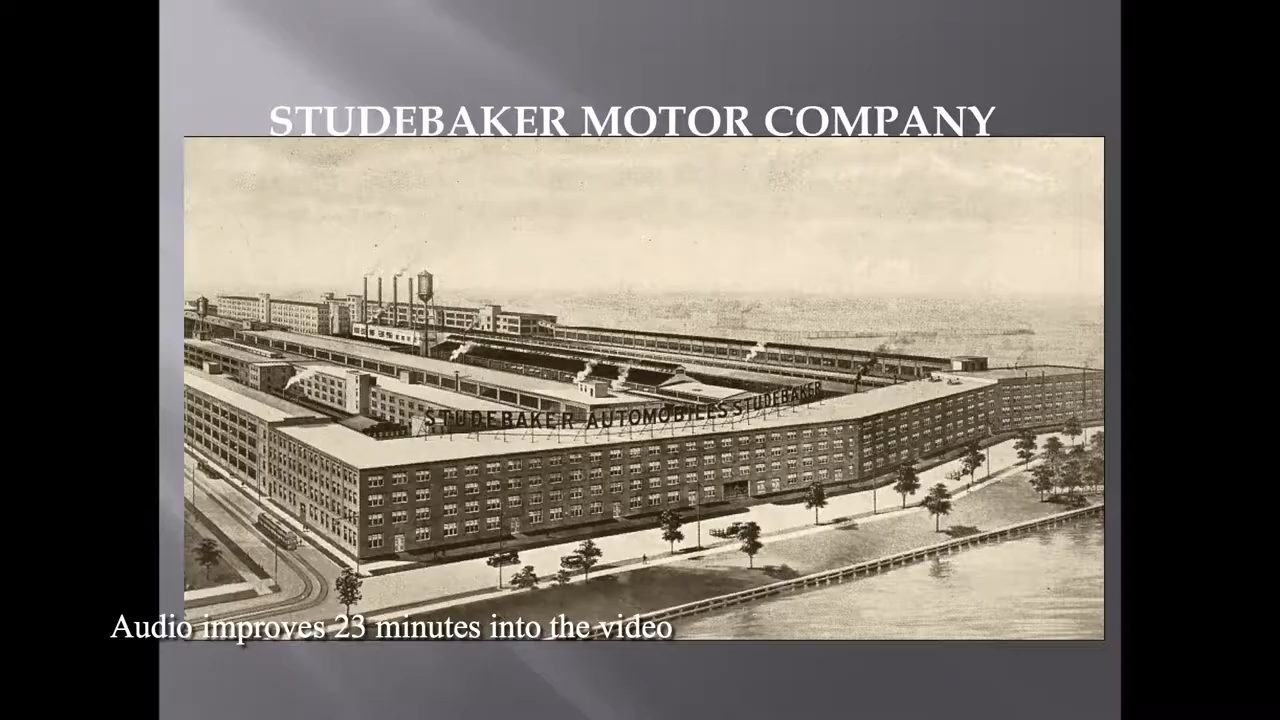 STUDEBAKER MOTOR COMPANY
STUDEBAKER AUTOMOBILES STUDEBAKER
Audio improves 23 minutes into the video